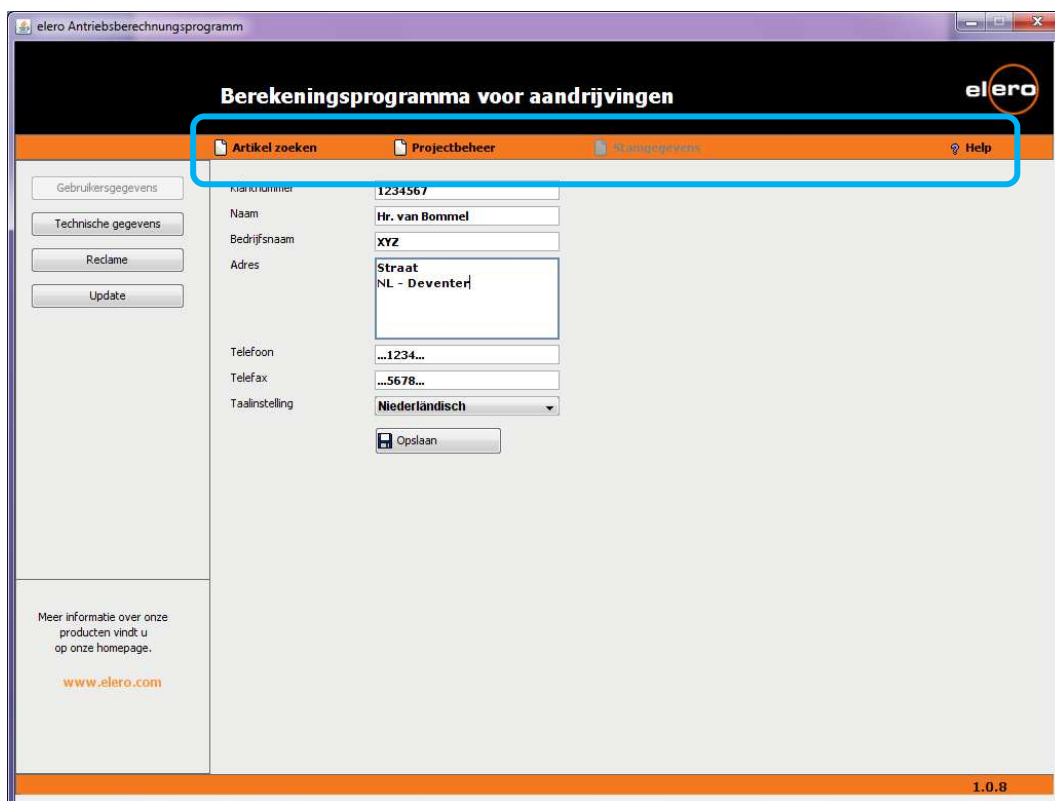 elero Antriebsberechnungsprogramm
Berekeningsprogramma voor aandrijvingen
elero
Artikel zoeken
Projectbeheer
Stamgegevens
Help
Gebruikersgegevens
Technische gegevens
Reclame
Update
Klantnummer
1234567
Naam
Hr. van Bommel
Bedrijfsnaam
XYZ
Adres
Straat
NL - Deventer
Telefoon
...1234...
Telefax
...5678...
Taalinstelling
Niederländisch
Opslaan
Meer informatie over onze
producten vindt u
op onze homepage.
www.elero.com
1.0.8